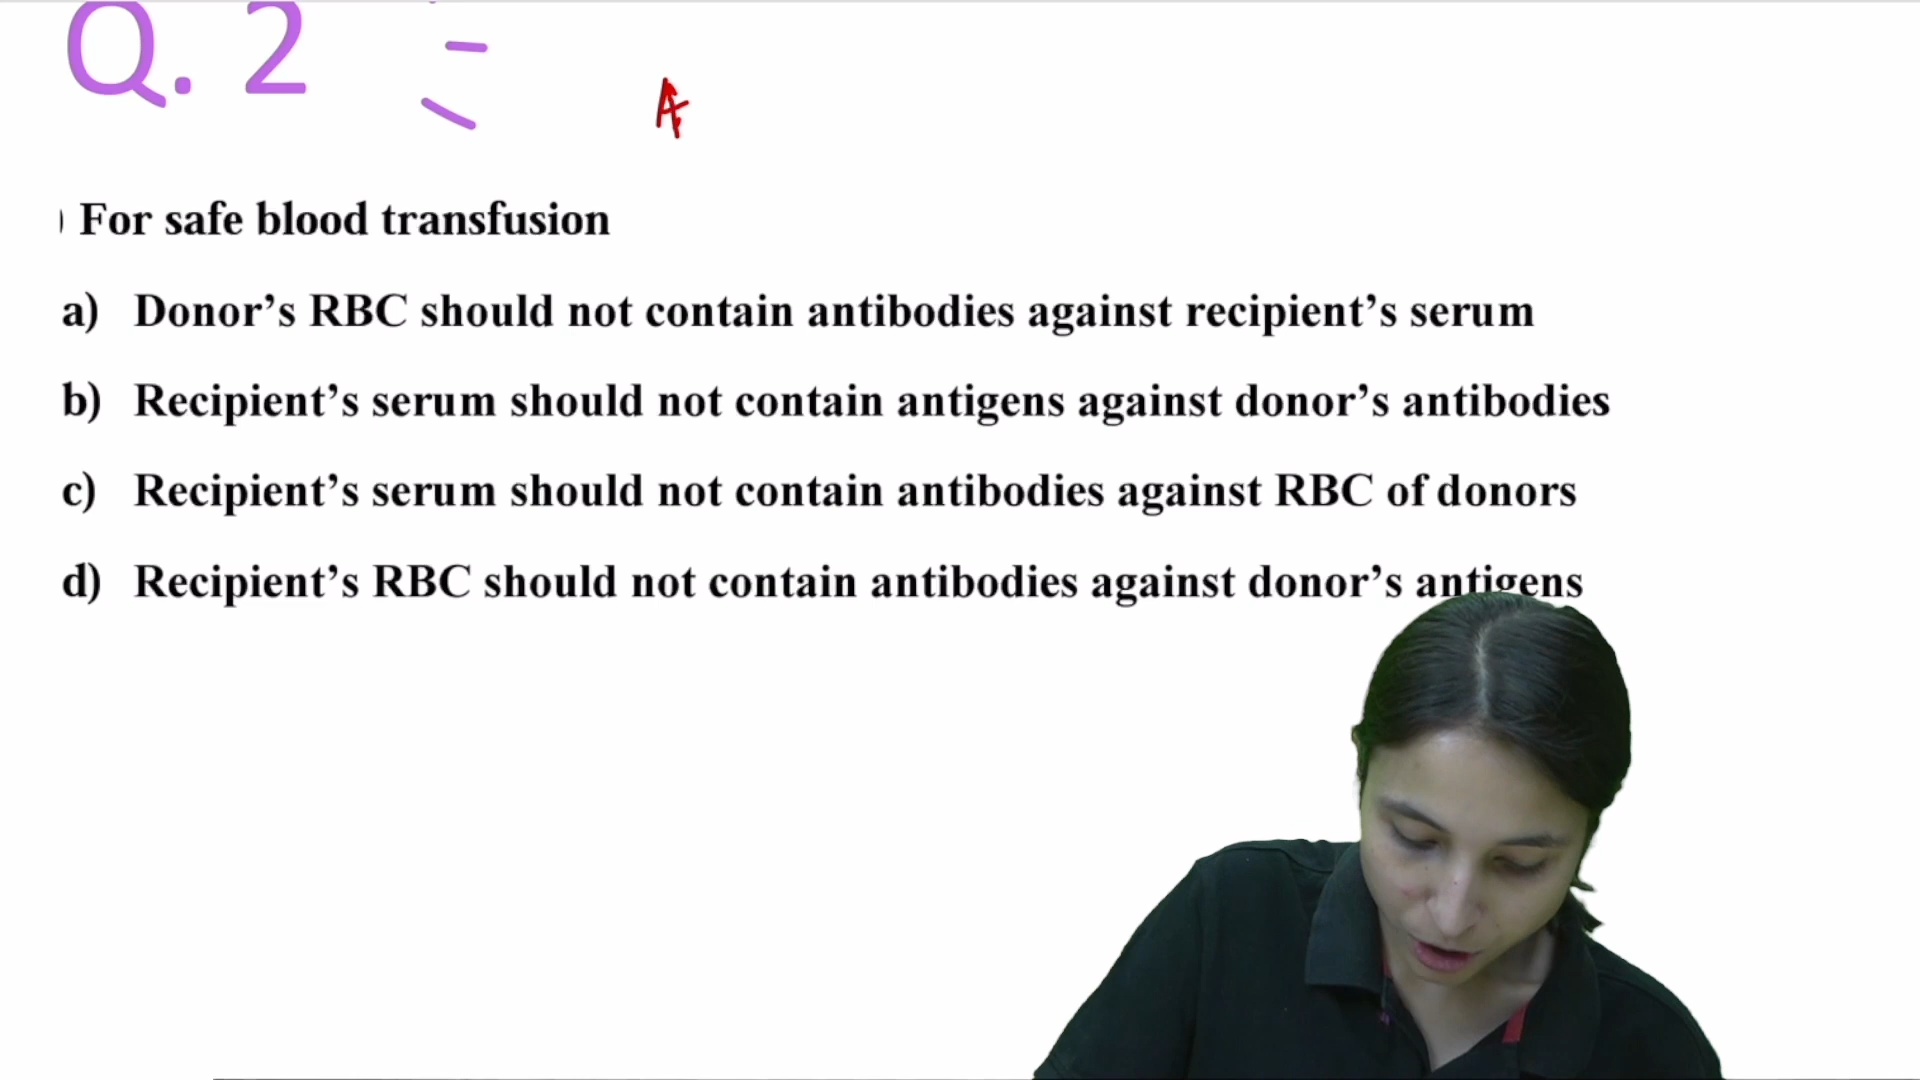 Q. 2
A
) For safe blood transfusion
a) Donor’s RBC should not contain antibodies against recipient’s serum
b) Recipient’s serum should not contain antigens against donor’s antibodies
c) Recipient’s serum should not contain antibodies against RBC of donors
d) Recipient’s RBC should not contain antibodies against donor’s antigens